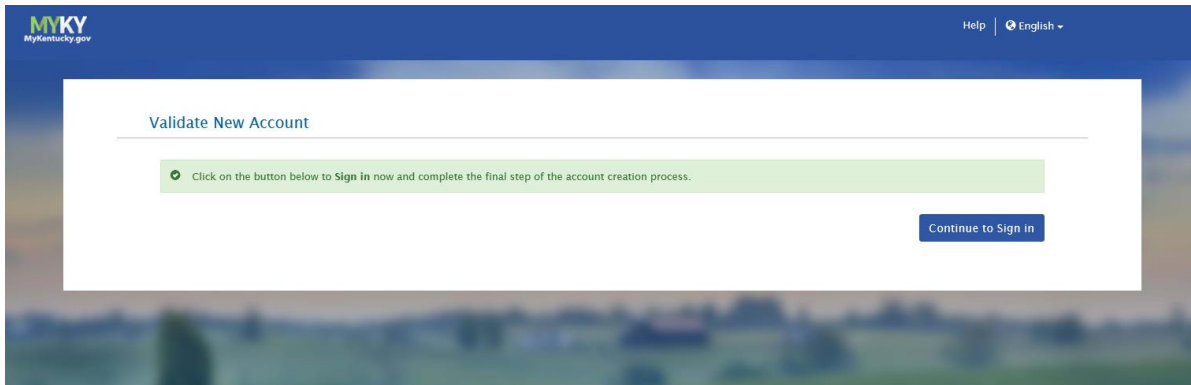 MYKY
MyKentucky.gov
Help
English
Validate New Account
Click on the button below to Sign in now and complete the final step of the account creation process.
Continue to Sign in